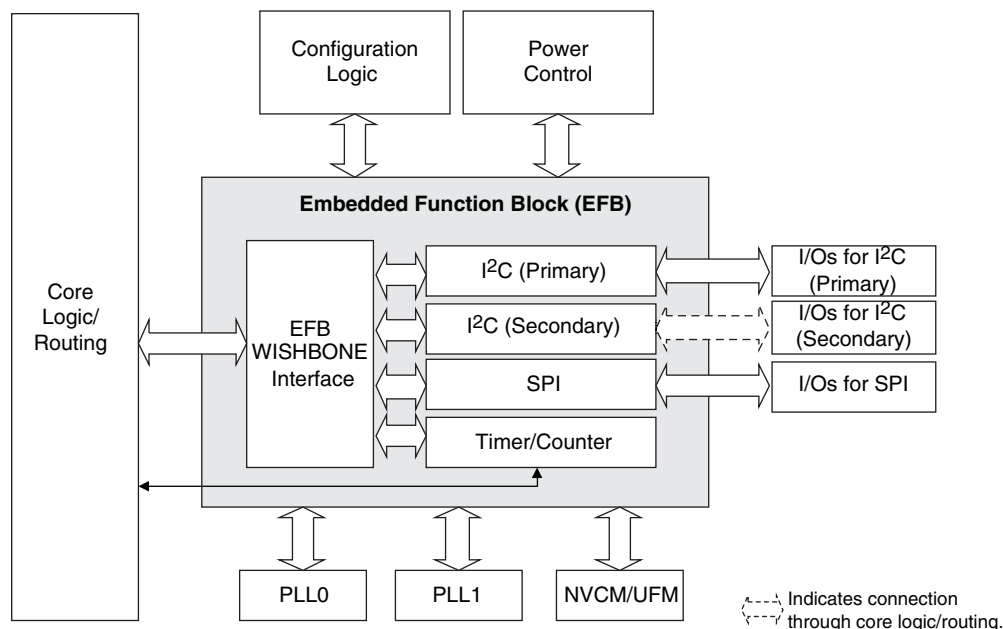 Configuration
Logic
Power
Control
Embedded Function Block (EFB)
Core
Logic/
Routing
EFB
WISHBONE
Interface
I²C (Primary)
I²C (Secondary)
SPI
Timer/Counter
I/Os for I²C
(Primary)
I/Os for I²C
(Secondary)
I/Os for SPI
PLL0
PLL1
NVCM/UFM
Indicates connection
through core logic/routing.